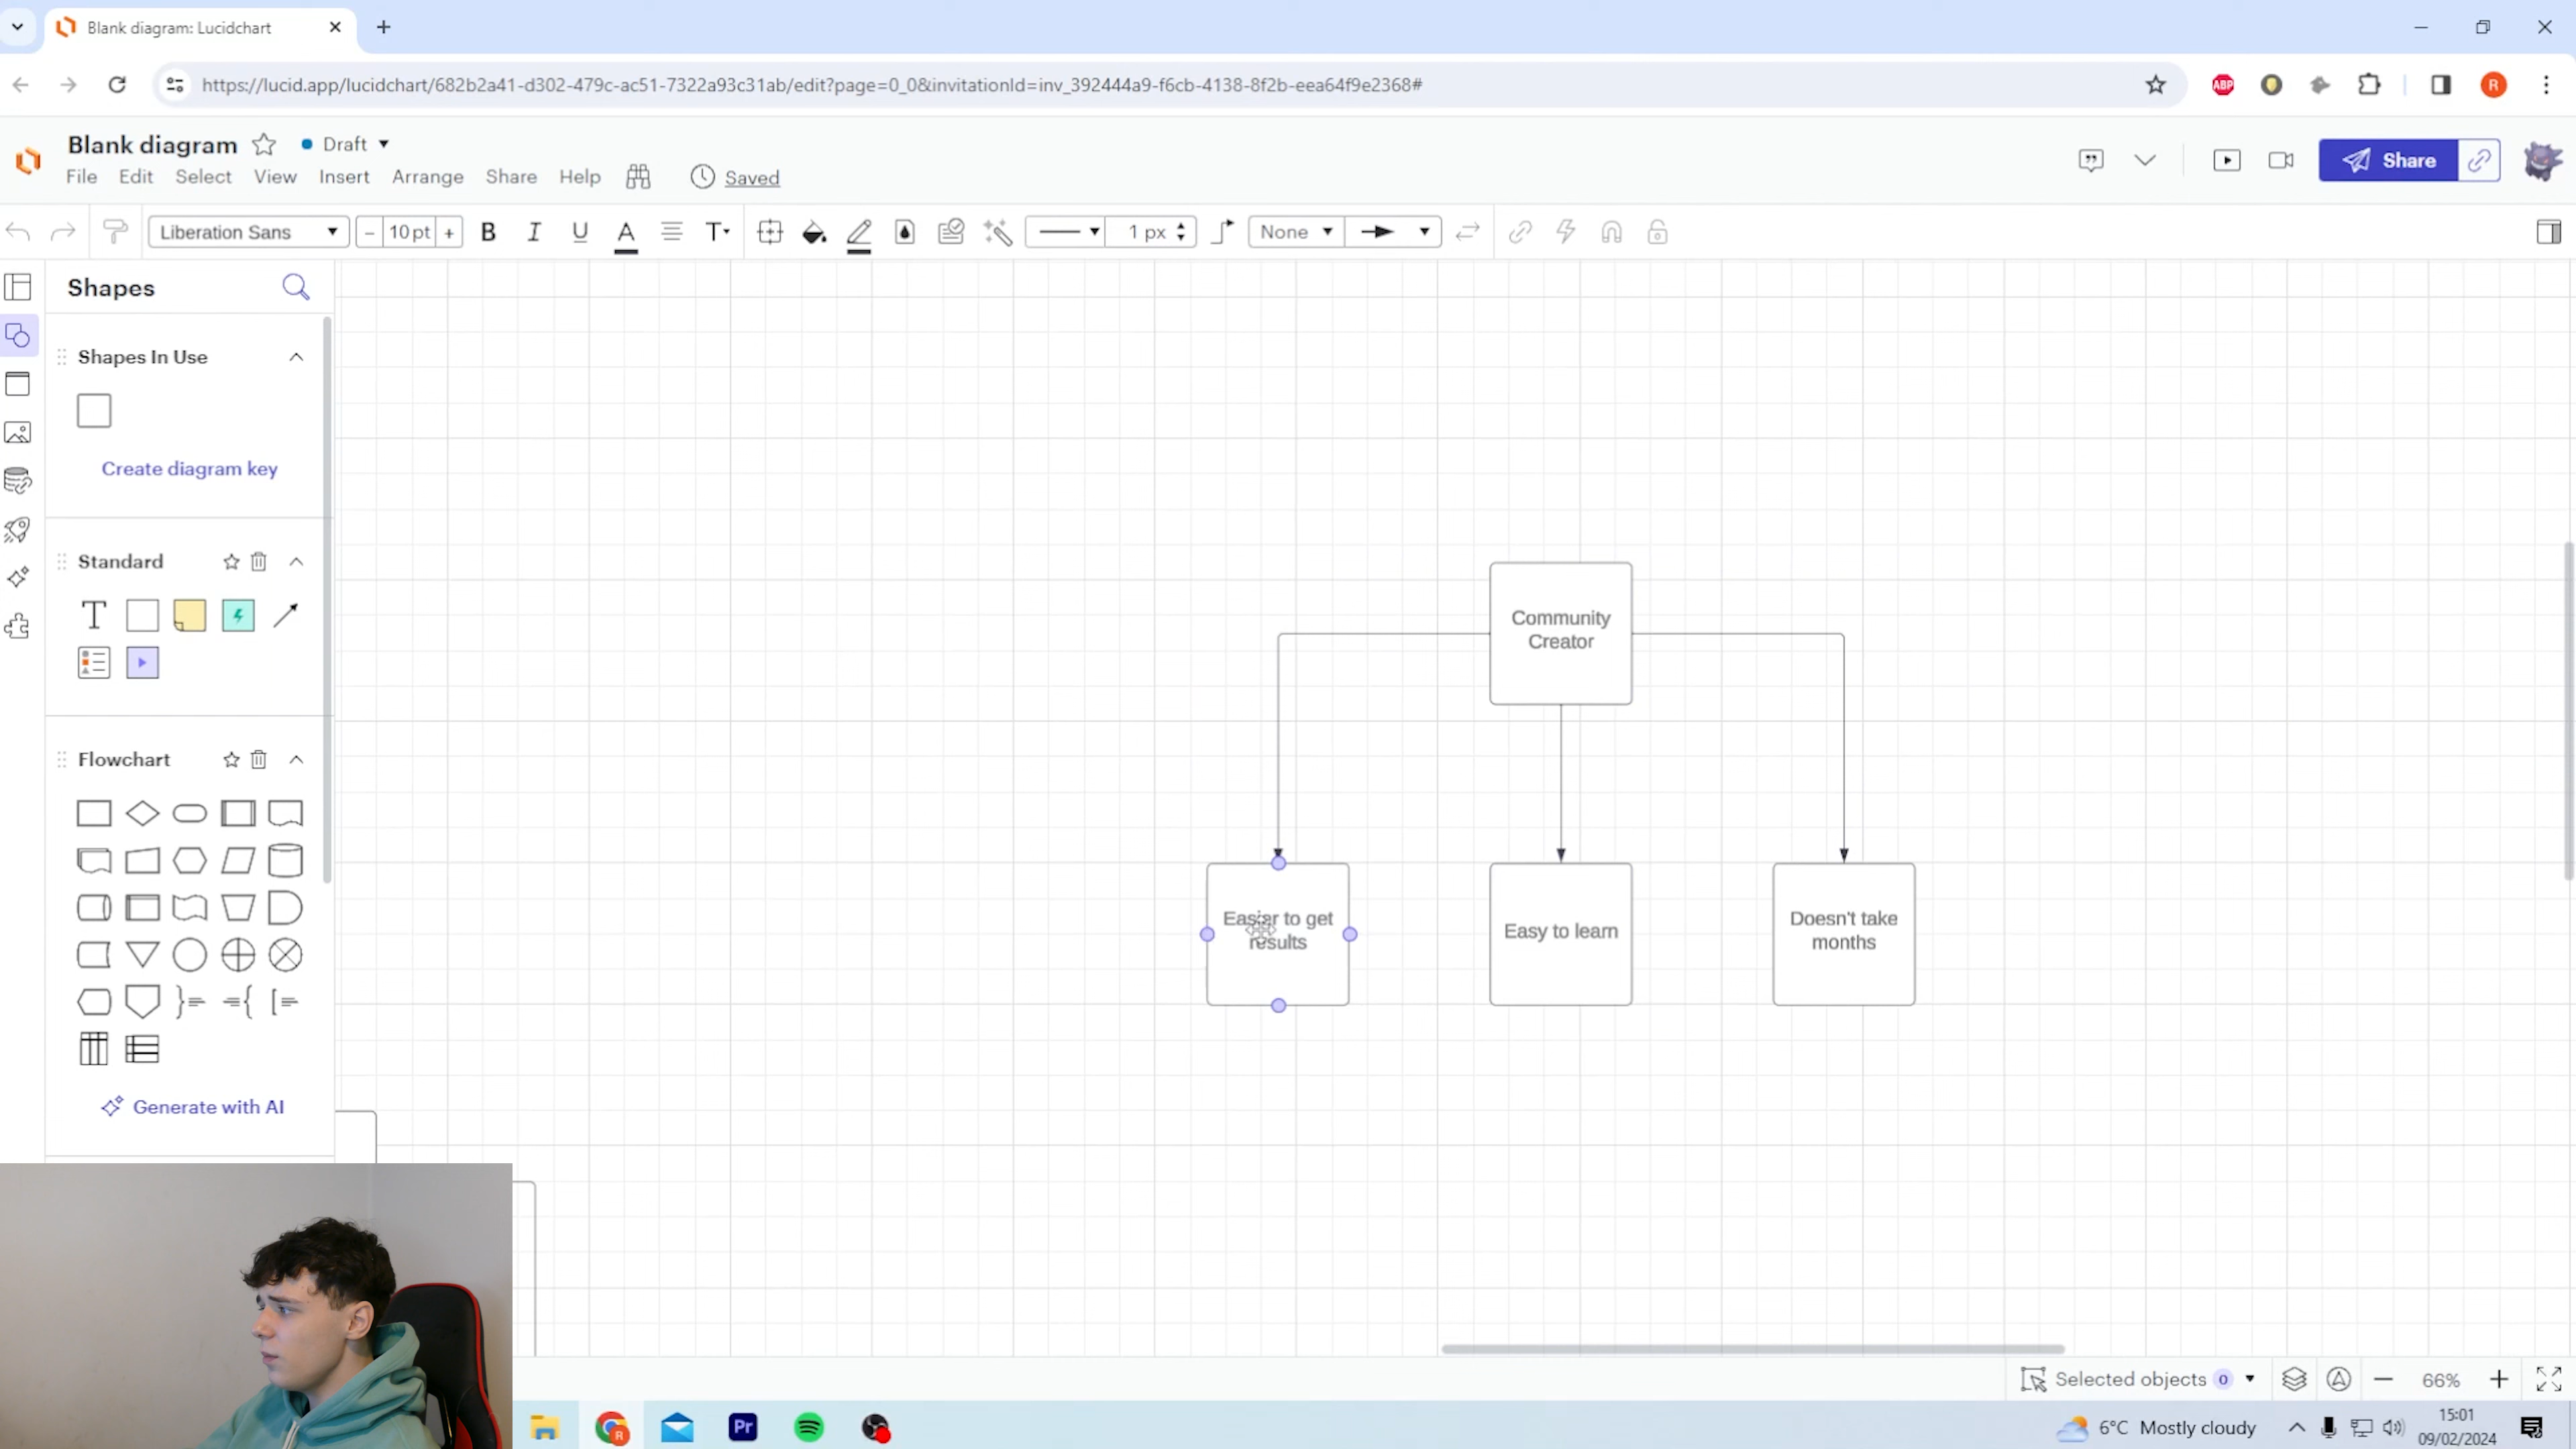 Blank diagram: Lucidchart
https://lucid.app/lucidchart/682b2a41-d302-479c-ac51-7322a93c31ab/edit?page=0_0&invitationId=inv_392444a9-f6cb-4138-8f2b-eea64f9e2368#
ABP
R
Blank diagram
Draft
File Edit Select View Insert Arrange Share Help
Saved
Share
Liberation Sans
10 pt
B I U A T
1 px
None
Shapes
Shapes In Use
Create diagram key
Standard
T
Flowchart
Generate with AI
Community
Creator
Easier to get
results
Easy to learn
Doesn't take
months
Selected objects 0
66%
R
Pr
6°C Mostly cloudy
15:01
09/02/2024